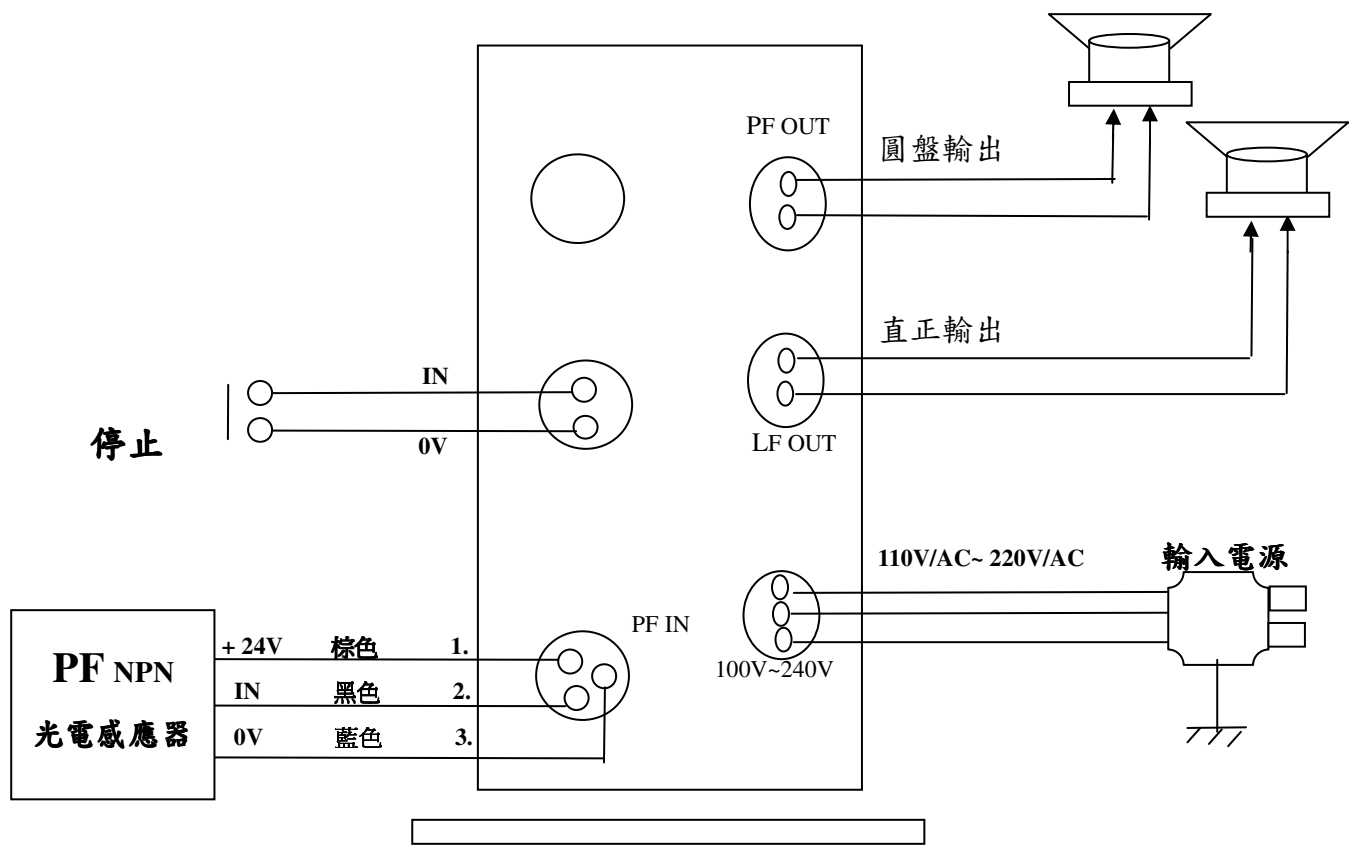 PF OUT
圓盤輸出
直正輸出
LF OUT
IN
停止
0V
110V/AC~ 220V/AC
輸入電源
100V~240V
PF IN
PF NPN
光電感應器
+ 24V 棕色 1.
IN 黑色 2.
0V 藍色 3.